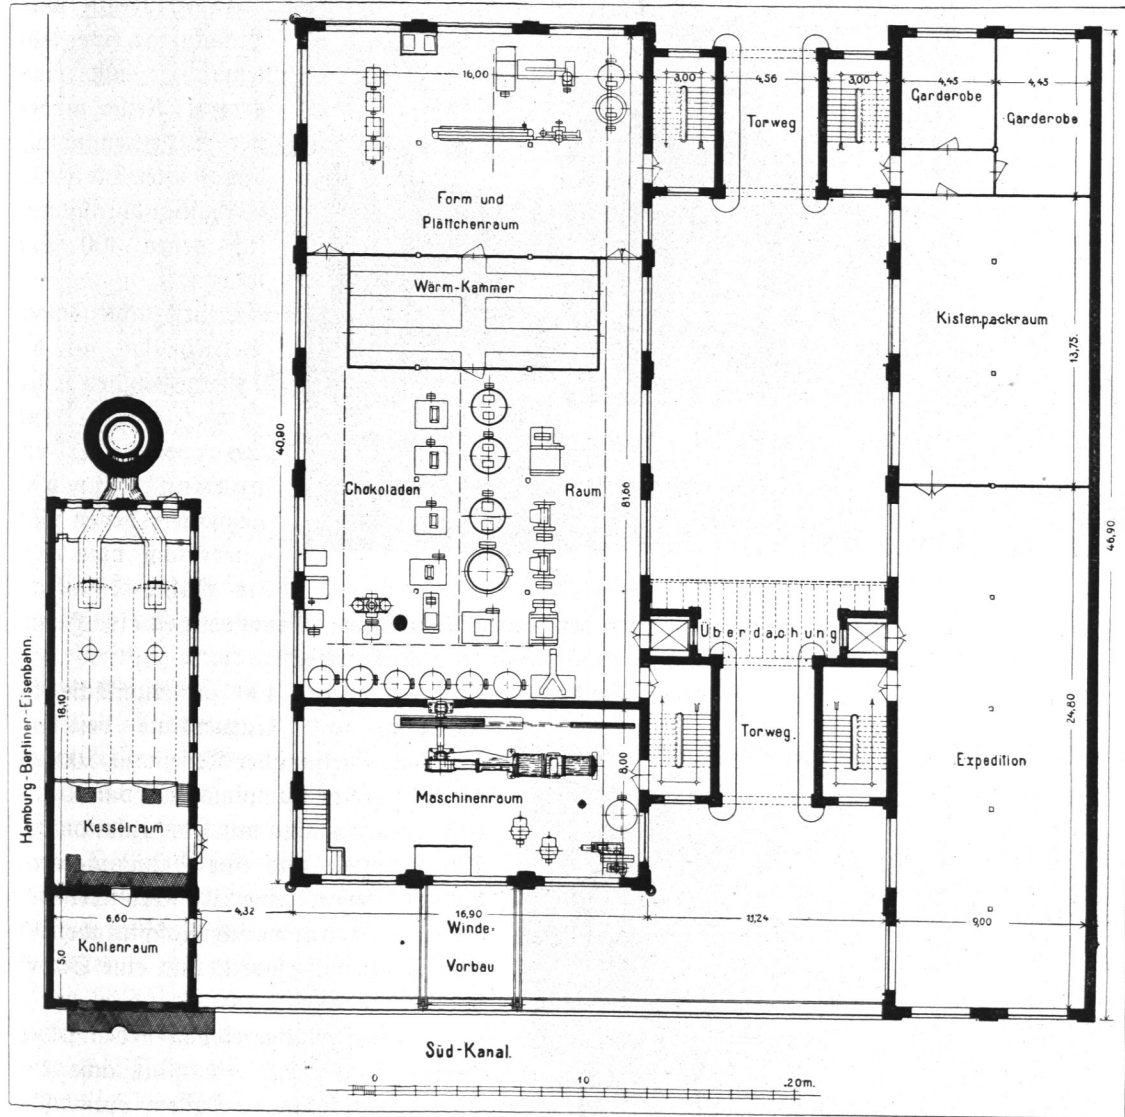 16,00
3,00
4,56
3,00
4,45
4,45
Garderobe
Garderobe
Torweg
Form und
Plättchenraum
Wärm-Kammer
Kistenpackraum
13,75.
40,90
Chokoladen
Raum
81,66
46,90
Überdachung
Hamburg-Berliner-Eisenbahn.
18,10
24,80
Torweg.
Expedition
8,00
Maschinenraum
Kesselraum
6,60
4,32
16,90
11,24
9,00
Winde-
Vorbau
Kohlenraum
5,0
Süd-Kanal.
0
10
20m.